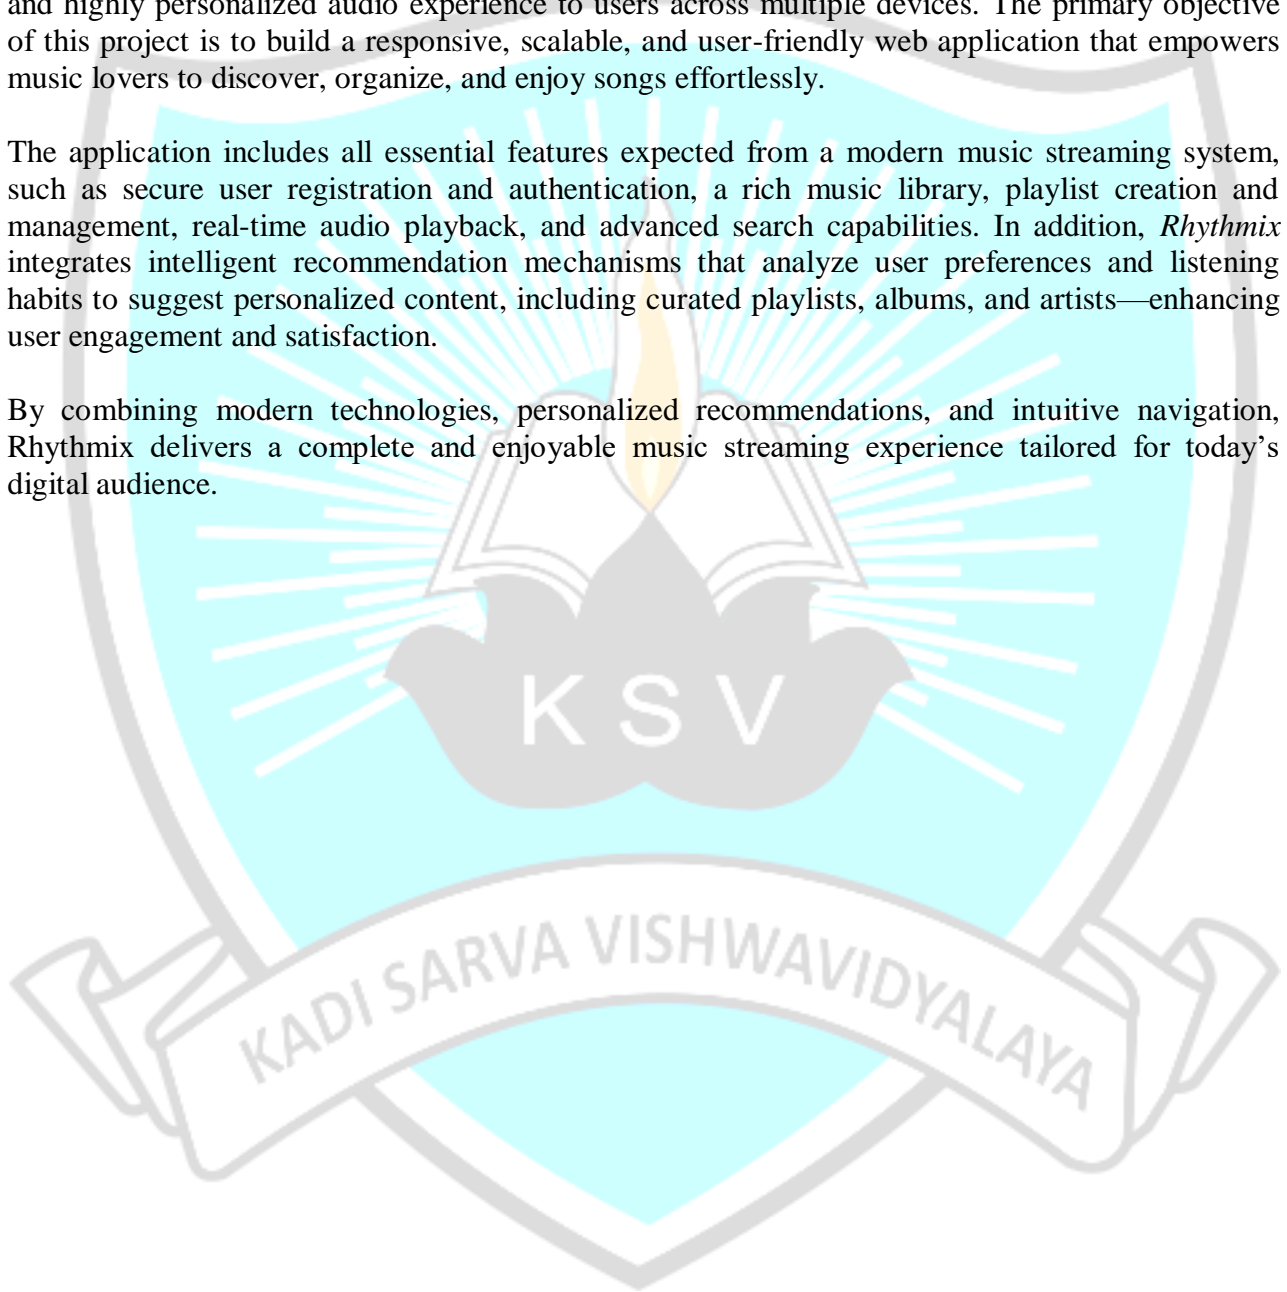 and highly personalized audio experience to users across multiple devices. The primary objective
of this project is to build a responsive, scalable, and user-friendly web application that empowers
music lovers to discover, organize, and enjoy songs effortlessly.
The application includes all essential features expected from a modern music streaming system,
such as secure user registration and authentication, a rich music library, playlist creation and
management, real-time audio playback, and advanced search capabilities. In addition, Rhythmix
integrates intelligent recommendation mechanisms that analyze user preferences and listening
habits to suggest personalized content, including curated playlists, albums, and artists—enhancing
user engagement and satisfaction.
By combining modern technologies, personalized recommendations, and intuitive navigation,
Rhythmix delivers a complete and enjoyable music streaming experience tailored for today’s
digital audience.
K S V
KADI SARVA VISHWAVIDYALAYA